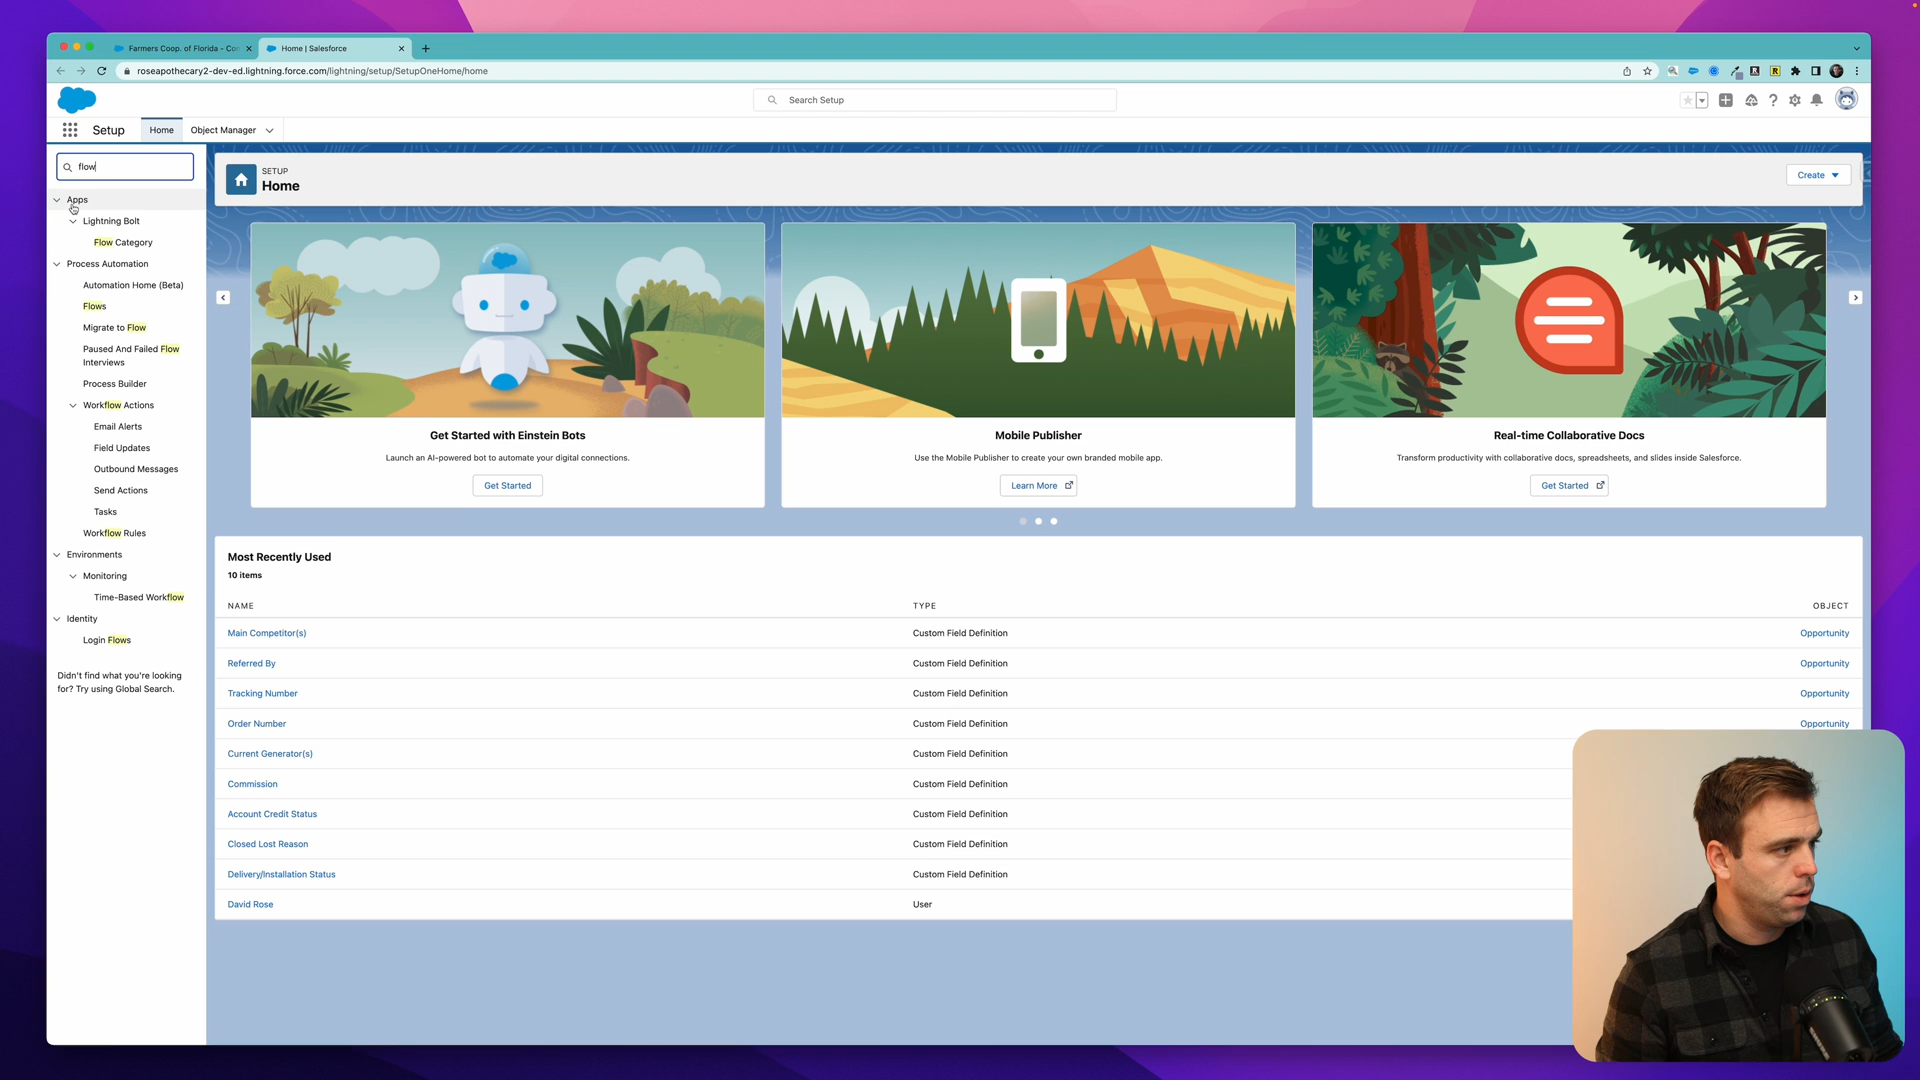 Farmers Coop. of Florida - Con
Home | Salesforce
roseapothecary2-dev-ed.lightning.force.com/lightning/setup/SetupOneHome/home
Search Setup
Setup
Home
Object Manager
flow
Apps
Lightning Bolt
Flow Category
Process Automation
Automation Home (Beta)
Flows
Migrate to Flow
Paused And Failed Flow
Interviews
Process Builder
Workflow Actions
Email Alerts
Field Updates
Outbound Messages
Send Actions
Tasks
Workflow Rules
Environments
Monitoring
Time-Based Workflow
Identity
Login Flows
Didn't find what you're looking
for? Try using Global Search.
SETUP
Home
Create
Get Started with Einstein Bots
Launch an AI-powered bot to automate your digital connections.
Get Started
Mobile Publisher
Use the Mobile Publisher to create your own branded mobile app.
Learn More
Real-time Collaborative Docs
Transform productivity with collaborative docs, spreadsheets, and slides inside Salesforce.
Get Started
Most Recently Used
10 items
NAME TYPE OBJECT
Main Competitor(s) Custom Field Definition Opportunity
Referred By Custom Field Definition Opportunity
Tracking Number Custom Field Definition Opportunity
Order Number Custom Field Definition Opportunity
Current Generator(s) Custom Field Definition
Commission Custom Field Definition
Account Credit Status Custom Field Definition
Closed Lost Reason Custom Field Definition
Delivery/Installation Status Custom Field Definition
David Rose User